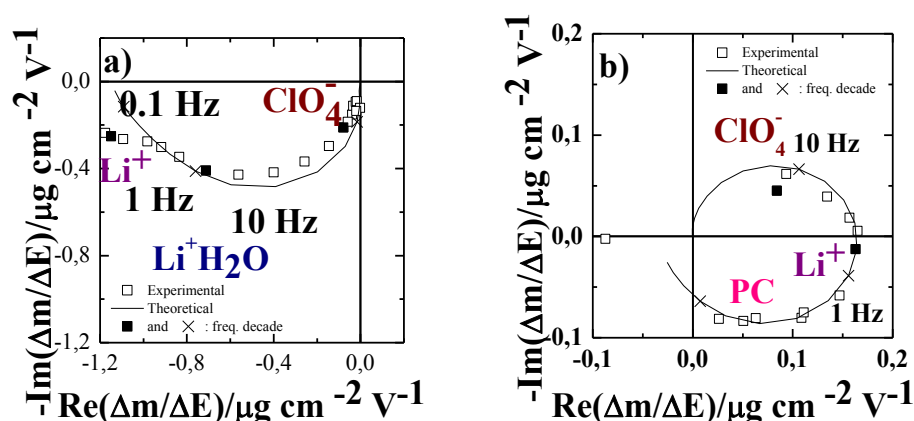 a)
0,0
-0,4
-0,8
-1,2
-1,2
-0,8
-0,4
0,0
0.1 Hz
ClO4-
Li+
1 Hz
10 Hz
Li+H2O
Experimental
Theoretical
and × : freq. decade
-Im(Δm/ΔE)/μg cm -2 V-1
Re(Δm/ΔE)/μg cm -2 V-1
b)
0,2
0,1
0,0
-0,1
-0,1
0,0
0,1
0,2
Experimental
Theoretical
and × : freq. decade
ClO4-
10 Hz
Li+
PC
1 Hz
-Im(Δm/ΔE)/μg cm -2 V-1
Re(Δm/ΔE)/μg cm -2 V-1